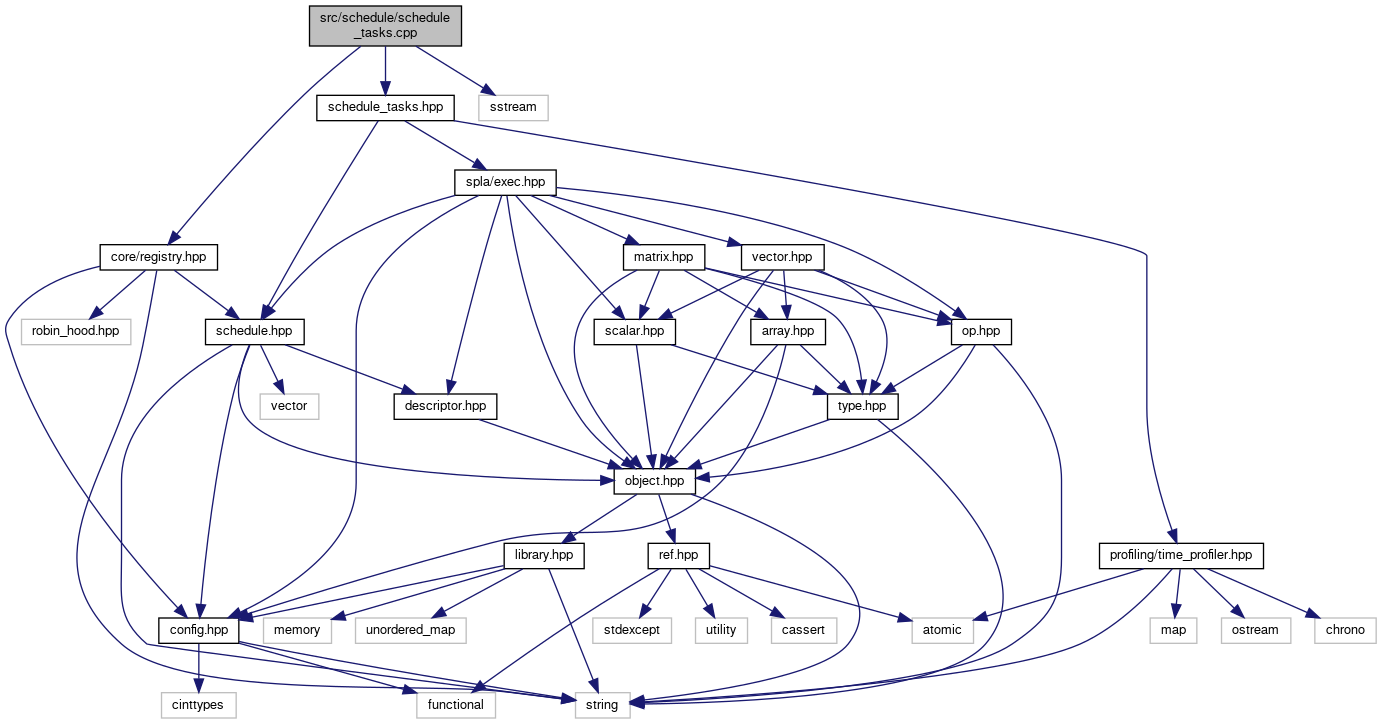 src/schedule/schedule
_tasks.cpp
schedule_tasks.hpp
sstream
spla/exec.hpp
core/registry.hpp
matrix.hpp
vector.hpp
robin_hood.hpp
schedule.hpp
scalar.hpp
array.hpp
op.hpp
vector
descriptor.hpp
type.hpp
object.hpp
library.hpp
ref.hpp
profiling/time_profiler.hpp
config.hpp
memory
unordered_map
stdexcept
utility
cassert
atomic
map
ostream
chrono
cinttypes
functional
string